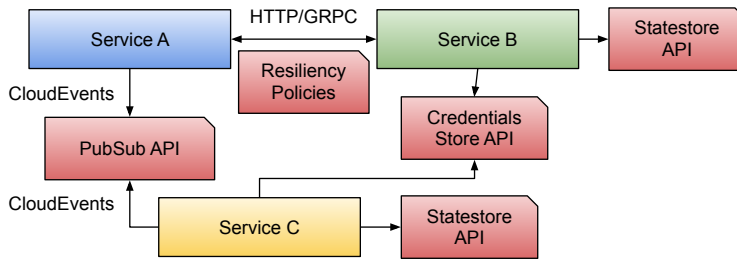 HTTP/GRPC
Service A
Service B
Statestore
API
Resiliency
Policies
CloudEvents
Credentials
Store API
PubSub API
CloudEvents
Service C
Statestore
API